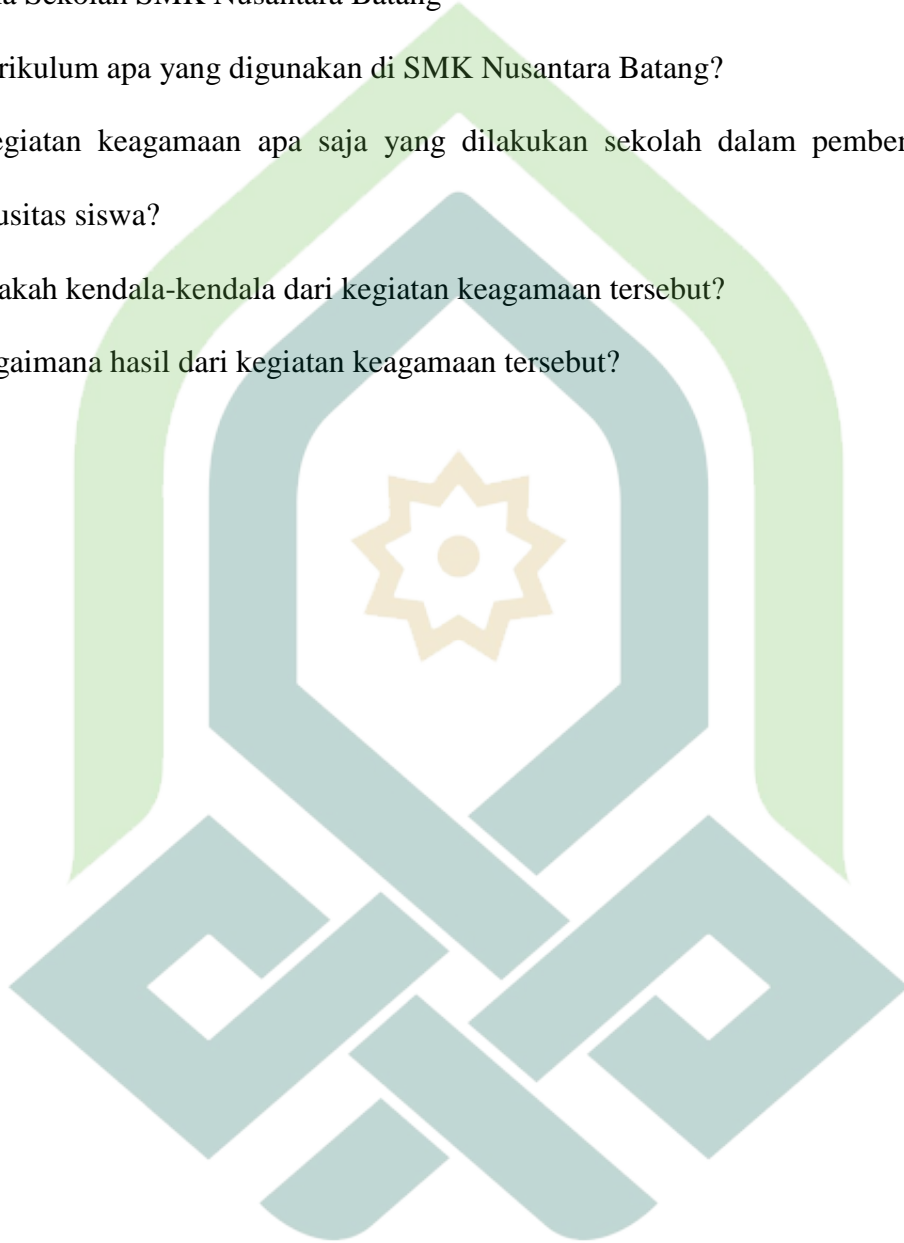 Sekolah SMK Nusantara Batang
rikulum apa yang digunakan di SMK Nusantara Batang?
egiatan keagamaan apa saja yang dilakukan sekolah dalam pember
usitas siswa?
akah kendala-kendala dari kegiatan keagamaan tersebut?
gaimana hasil dari kegiatan keagamaan tersebut?